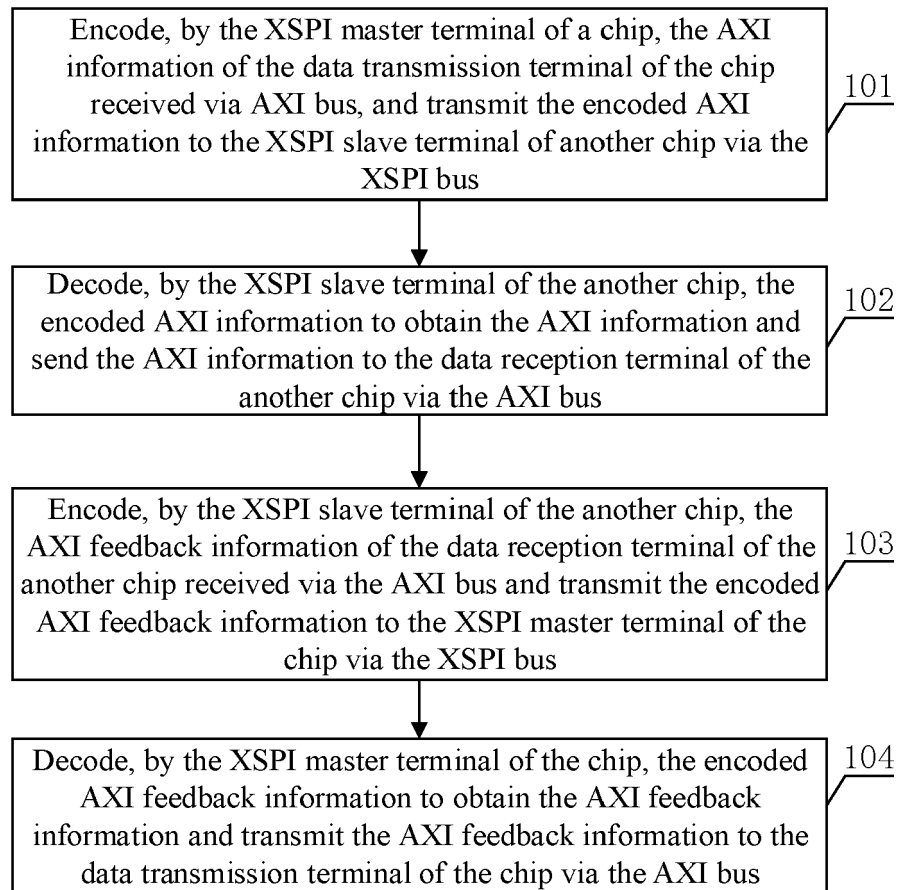 Encode, by the XSPI master terminal of a chip, the AXI
information of the data transmission terminal of the chip
received via AXI bus, and transmit the encoded AXI
information to the XSPI slave terminal of another chip via the
XSPI bus
101
Decode, by the XSPI slave terminal of the another chip, the
encoded AXI information to obtain the AXI information and
send the AXI information to the data reception terminal of the
another chip via the AXI bus
102
Encode, by the XSPI slave terminal of the another chip, the
AXI feedback information of the data reception terminal of the
another chip received via the AXI bus and transmit the encoded
AXI feedback information to the XSPI master terminal of the
chip via the XSPI bus
103
Decode, by the XSPI master terminal of the chip, the encoded
AXI feedback information to obtain the AXI feedback
information and transmit the AXI feedback information to the
data transmission terminal of the chip via the AXI bus
104